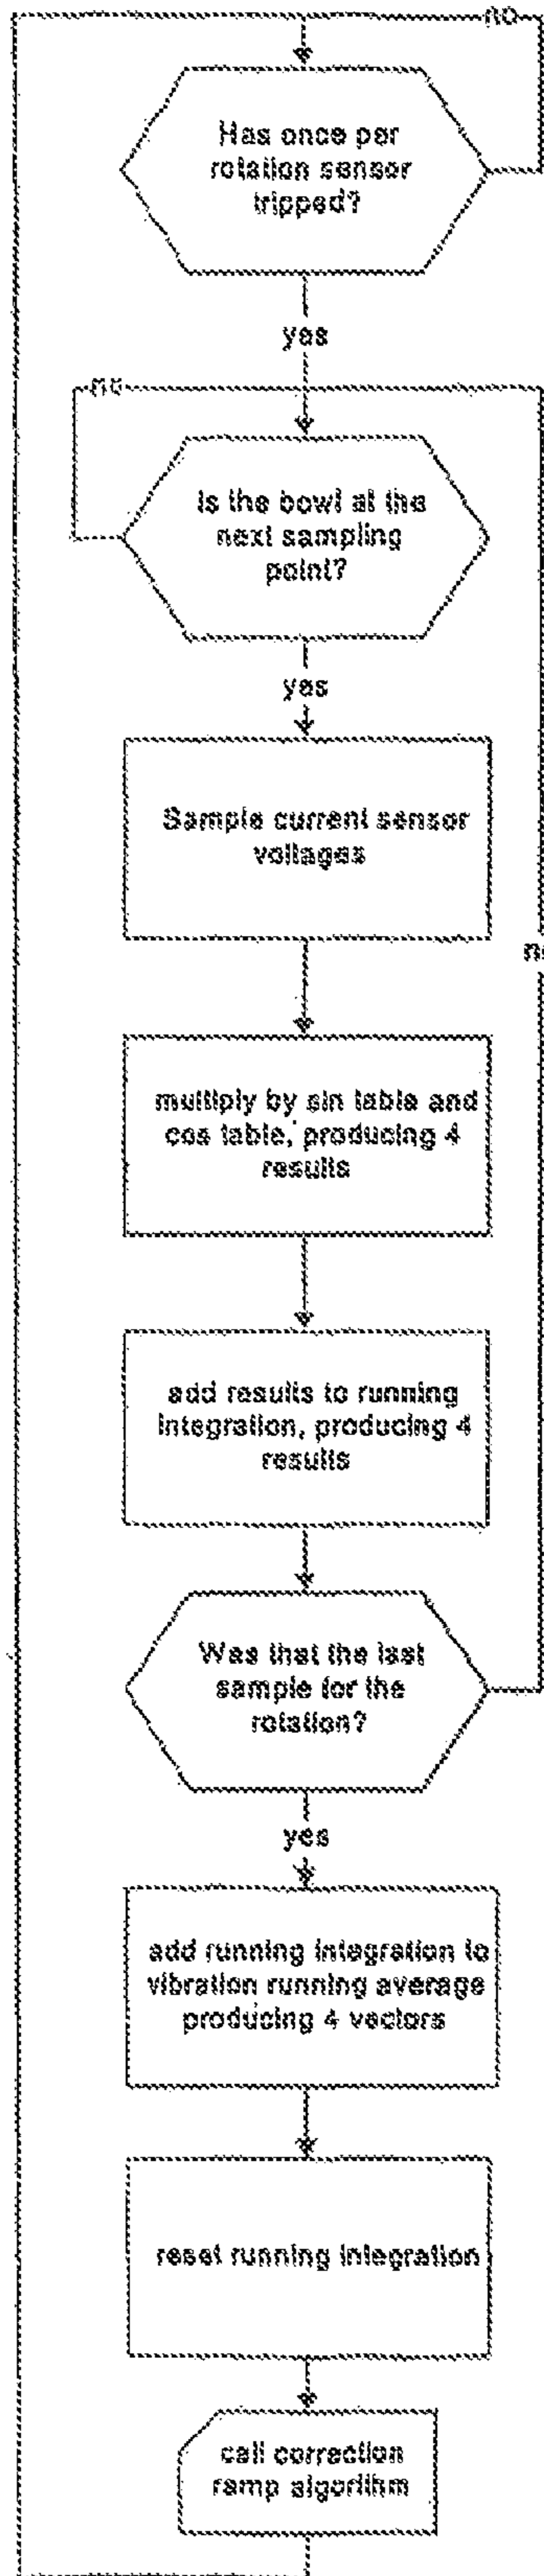 no
Has once per
rotation sensor
tripped?
yes
no
Is the bowl at the
next sampling
point?
yes
Sample current sensor
voltages
no
multiply by sin table and
cos table, producing 4
results
add results to running
integration, producing 4
results
Was that the last
sample for the
rotation?
yes
add running integration to
vibration running average
producing 4 vectors
reset running integration
call correction
ramp algorithm